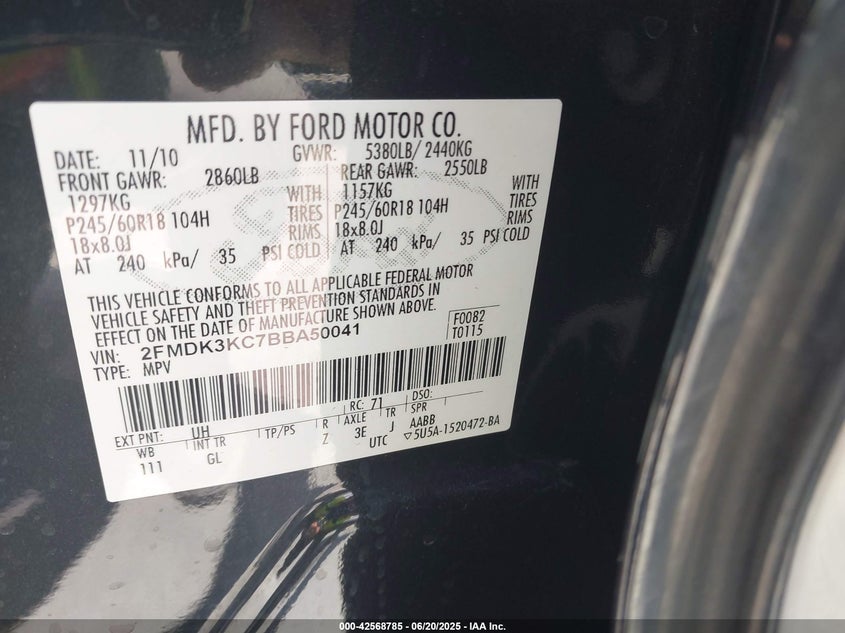 MFD. BY FORD MOTOR CO.
DATE: 11/10 GVWR: 5380LB/ 2440KG
FRONT GAWR: 2860LB REAR GAWR: 2550LB
1297KG WITH 1157KG WITH
P245/60R18 104H TIRES P245/60R18 104H TIRES
18x8.0J RIMS 18x8.0J RIMS
AT 240 kPa/ 35 PSI COLD AT 240 kPa/ 35 PSI COLD
THIS VEHICLE CONFORMS TO ALL APPLICABLE FEDERAL MOTOR
VEHICLE SAFETY AND THEFT PREVENTION STANDARDS IN
EFFECT ON THE DATE OF MANUFACTURE SHOWN ABOVE.
VIN: 2FMDK3KC7BBA50041 F0082
TYPE: MPV T0115
RC: 71 DSO:
EXT PNT: UH TP/PS R AXLE TR SPR
WB INT TR Z 3E J AABB
111 GL UTC ▽5U5A-1520472-BA
000-42568785 - 06/20/2025 - IAA Inc.